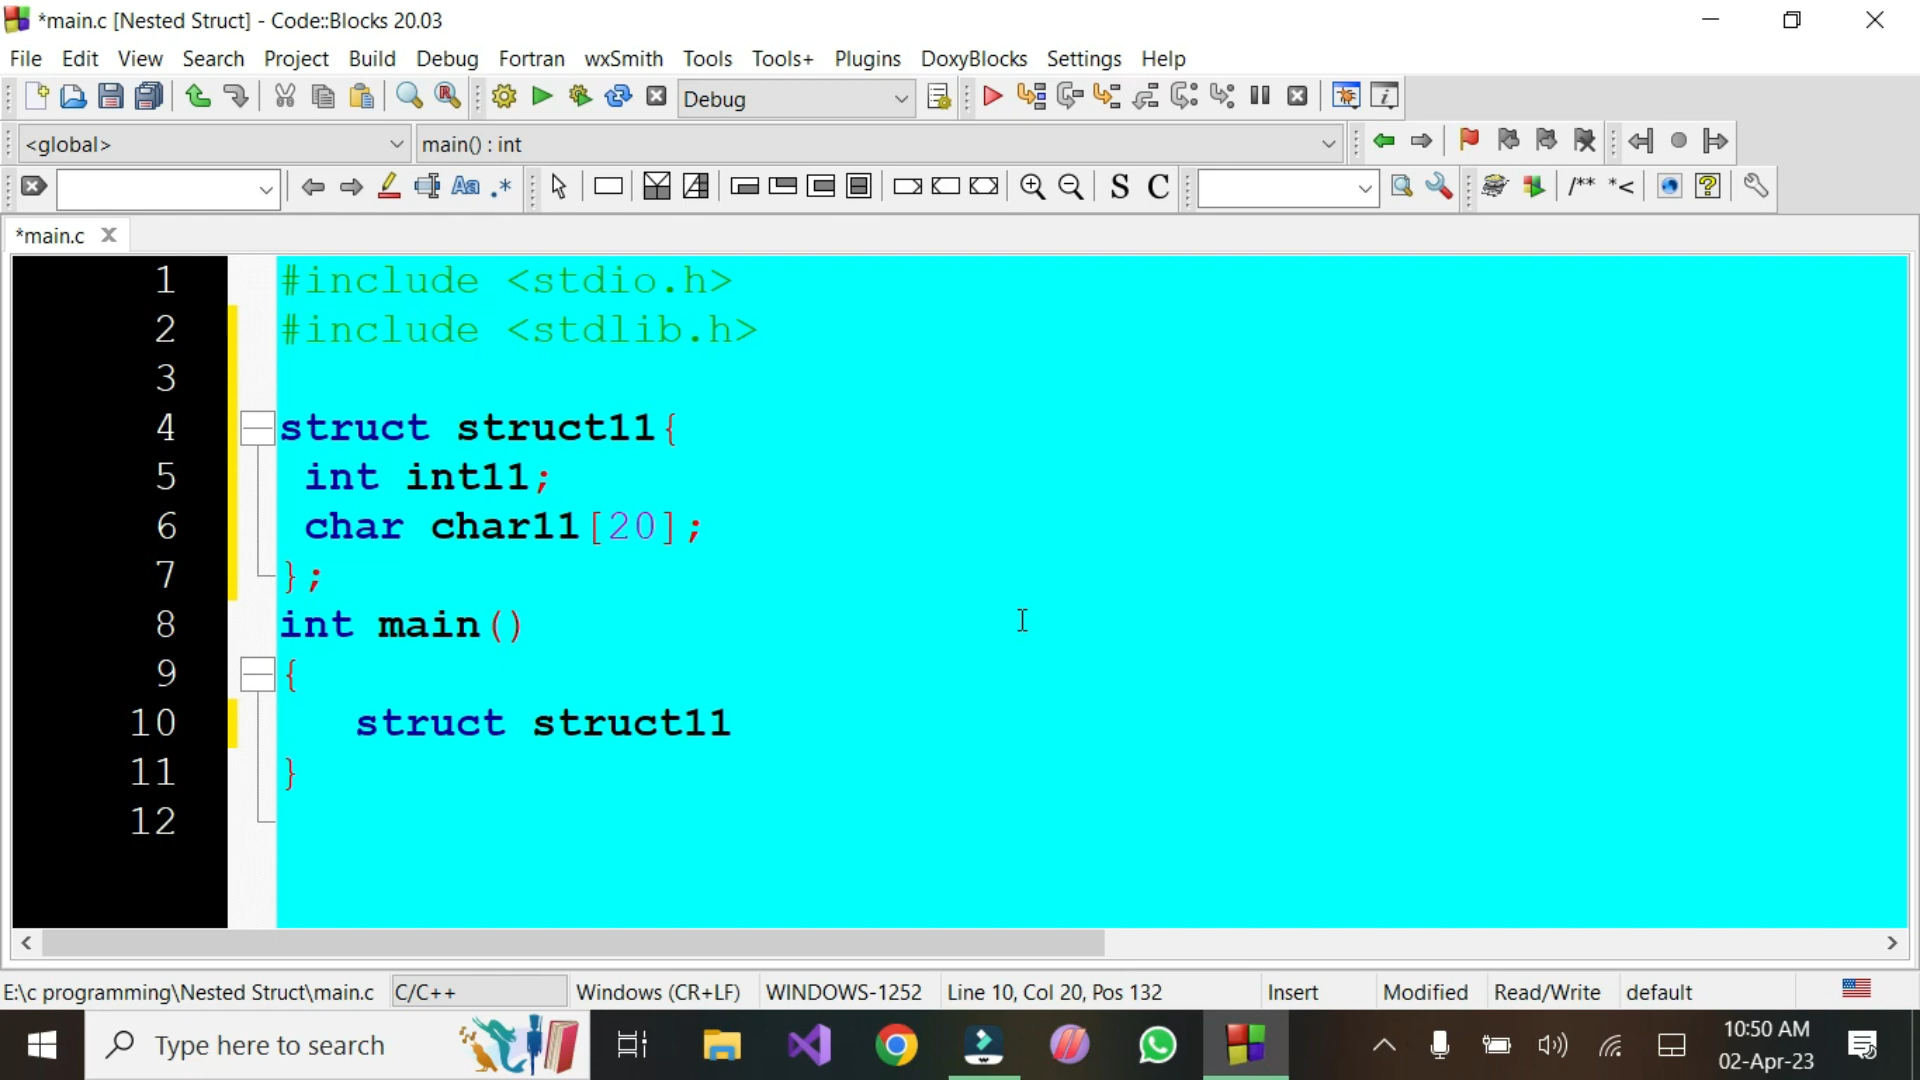 *main.c [Nested Struct] - Code::Blocks 20.03
File Edit View Search Project Build Debug Fortran wxSmith Tools Tools+ Plugins DoxyBlocks Settings Help
Debug
<global> main() : int
S C /** *<
*main.c
1 #include <stdio.h>
2 #include <stdlib.h>
3
4 struct struct11{
5 int int11;
6 char char11[20];
7 };
8 int main()
9 {
10 struct struct11
11 }
12
E:\c programming\Nested Struct\main.c C/C++ Windows (CR+LF) WINDOWS-1252 Line 10, Col 20, Pos 132 Insert Modified Read/Write default
Type here to search
10:50 AM
02-Apr-23